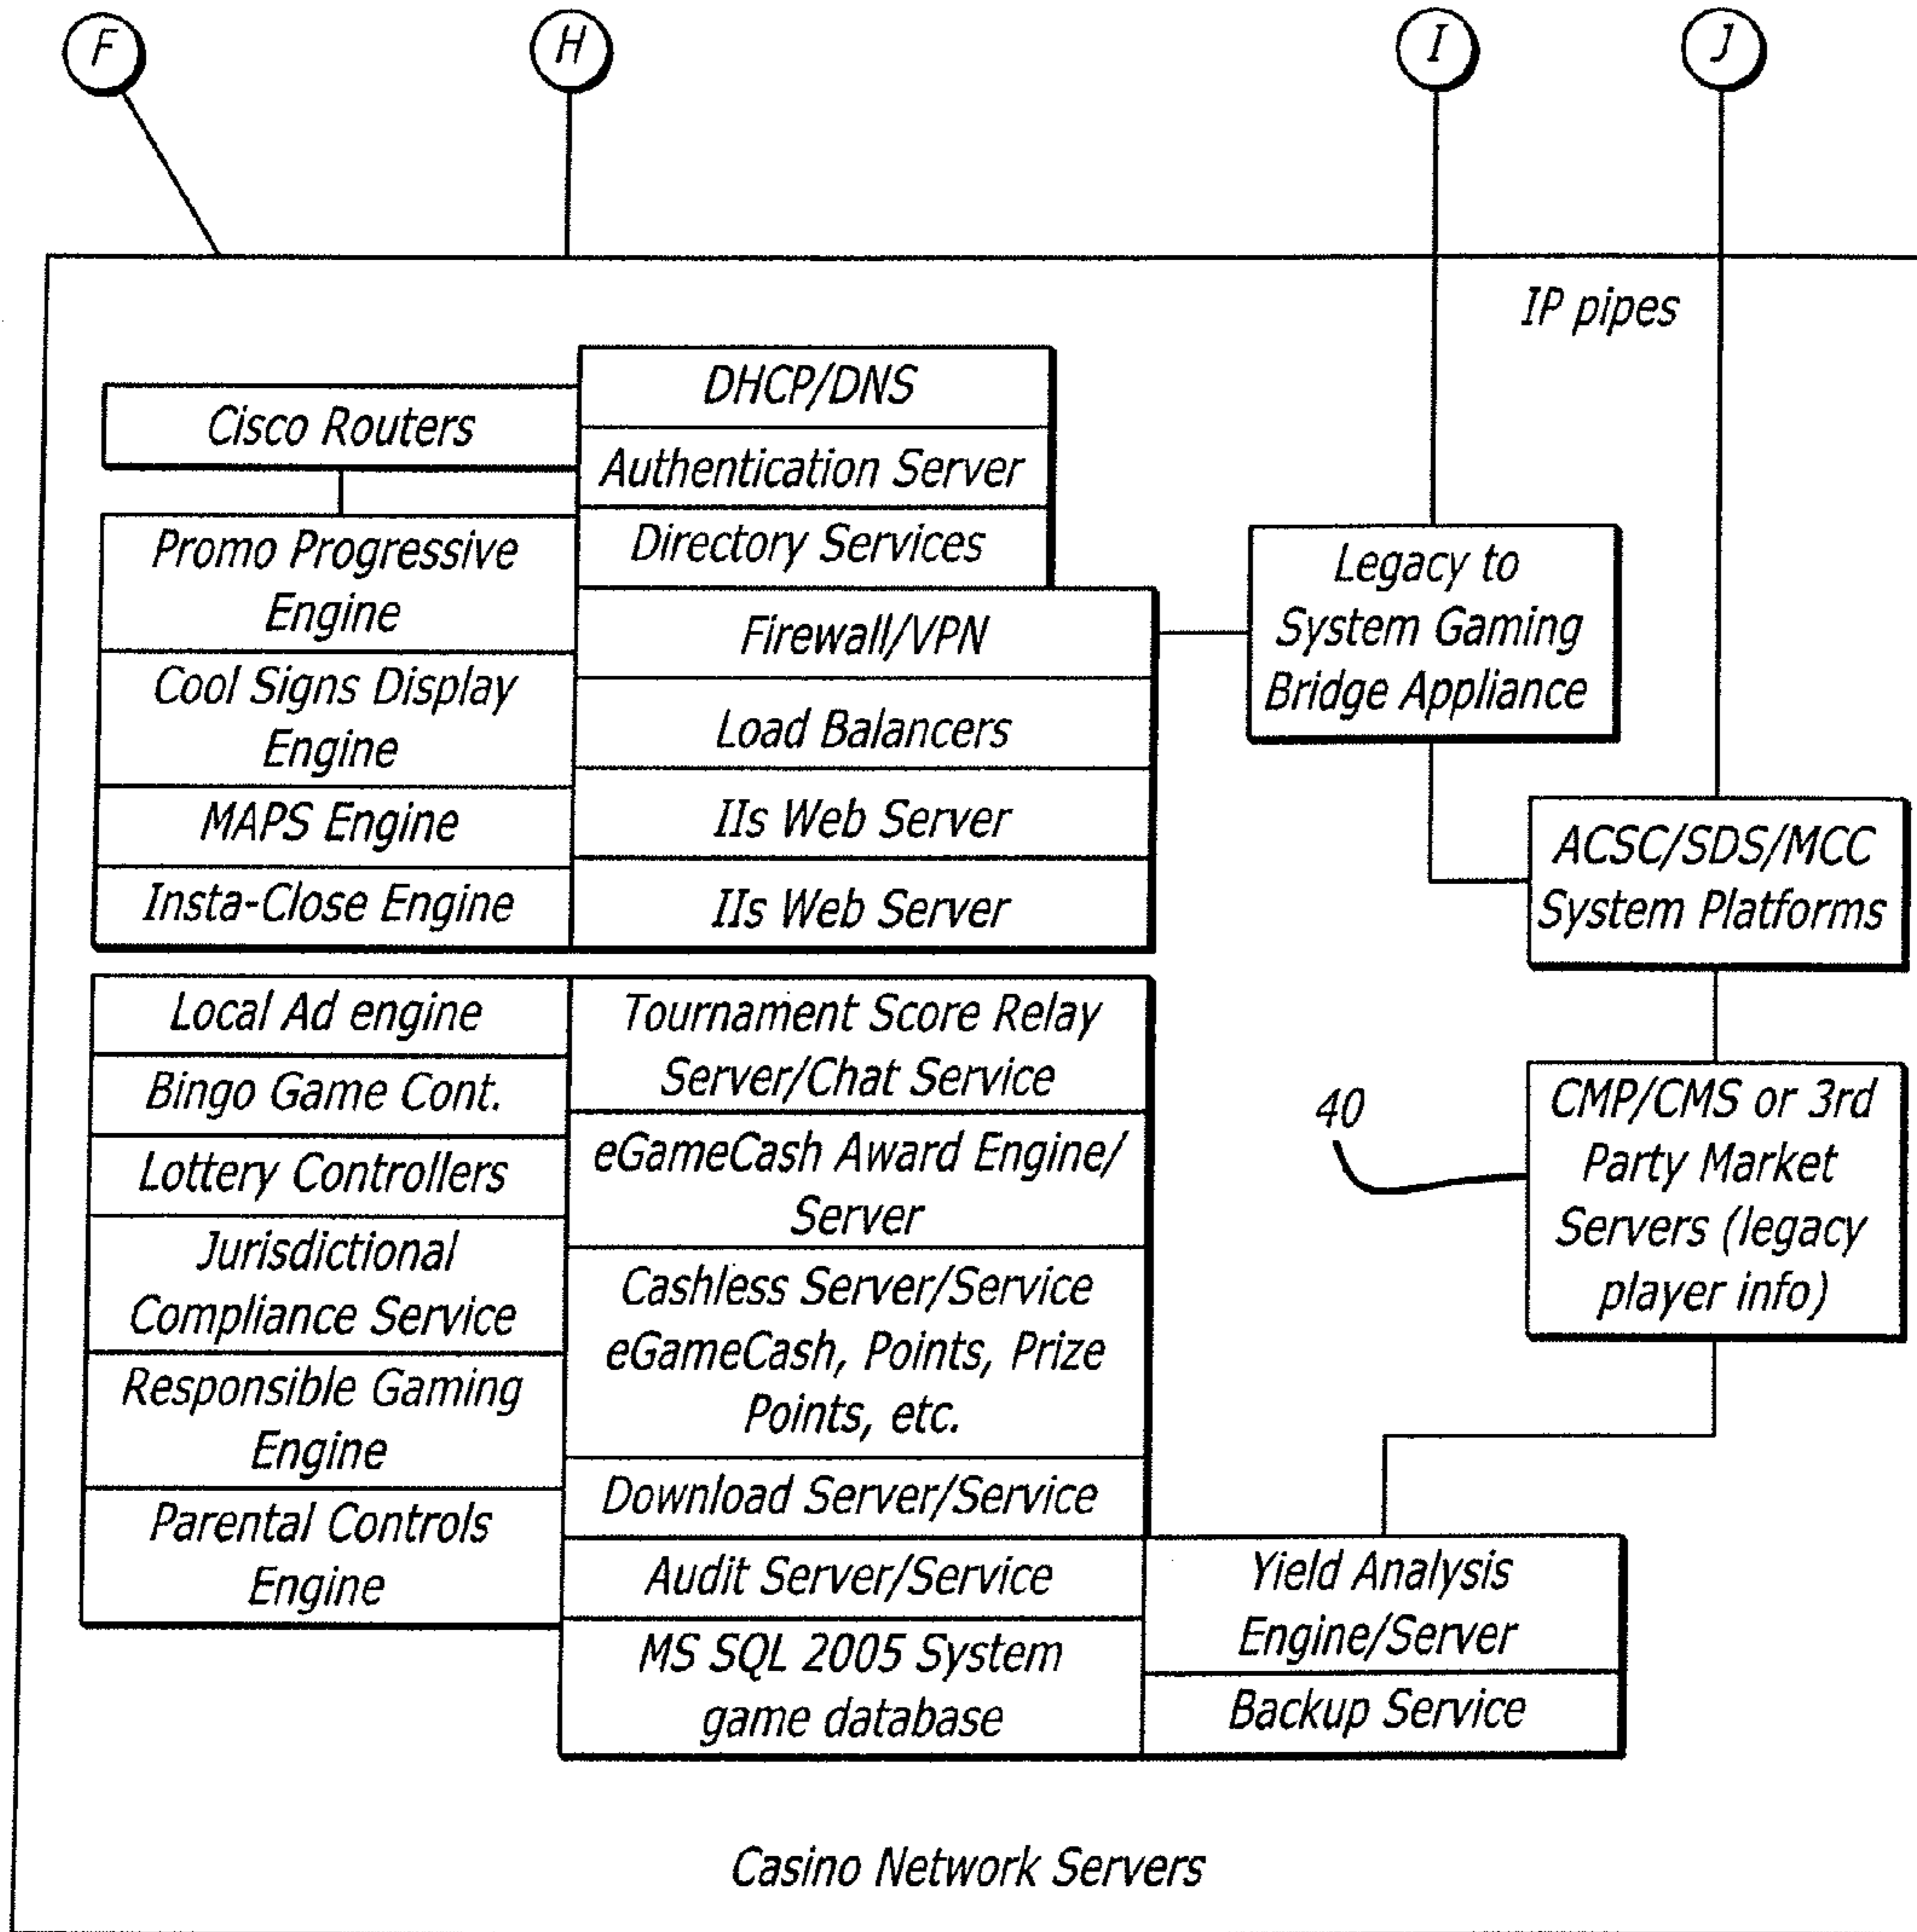 F
H
I
J
IP pipes
DHCP/DNS
Cisco Routers
Authentication Server
Directory Services
Promo Progressive
Engine
Firewall/VPN
Cool Signs Display
Engine
Load Balancers
MAPS Engine
IIs Web Server
Insta-Close Engine
IIs Web Server
Legacy to
System Gaming
Bridge Appliance
ACSC/SDS/MCC
System Platforms
Local Ad engine
Bingo Game Cont.
Lottery Controllers
Jurisdictional
Compliance Service
Responsible Gaming
Engine
Parental Controls
Engine
Tournament Score Relay
Server/Chat Service
eGameCash Award Engine/
Server
Cashless Server/Service
eGameCash, Points, Prize
Points, etc.
Download Server/Service
Audit Server/Service
MS SQL 2005 System
game database
40
CMP/CMS or 3rd
Party Market
Servers (legacy
player info)
Yield Analysis
Engine/Server
Backup Service
Casino Network Servers